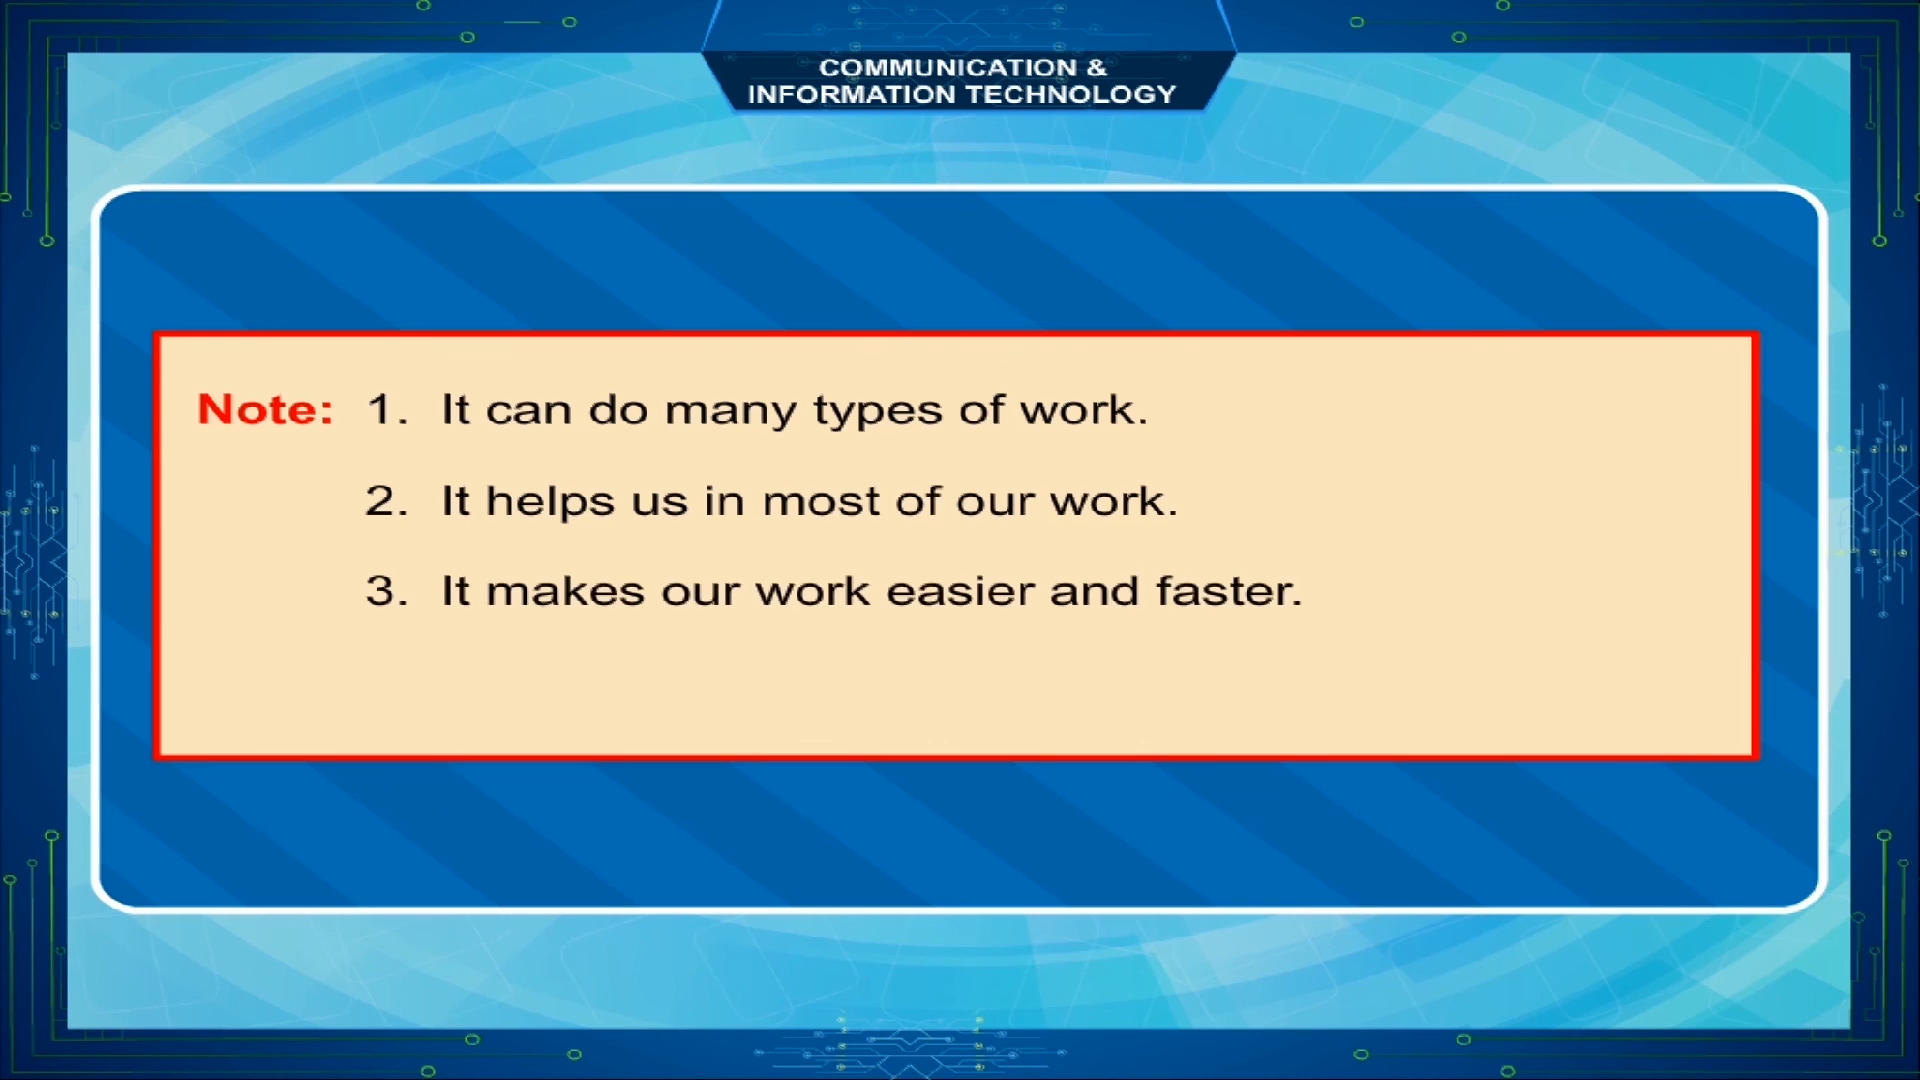 COMMUNICATION &
INFORMATION TECHNOLOGY
Note: 1. It can do many types of work.
2. It helps us in most of our work.
3. It makes our work easier and faster.